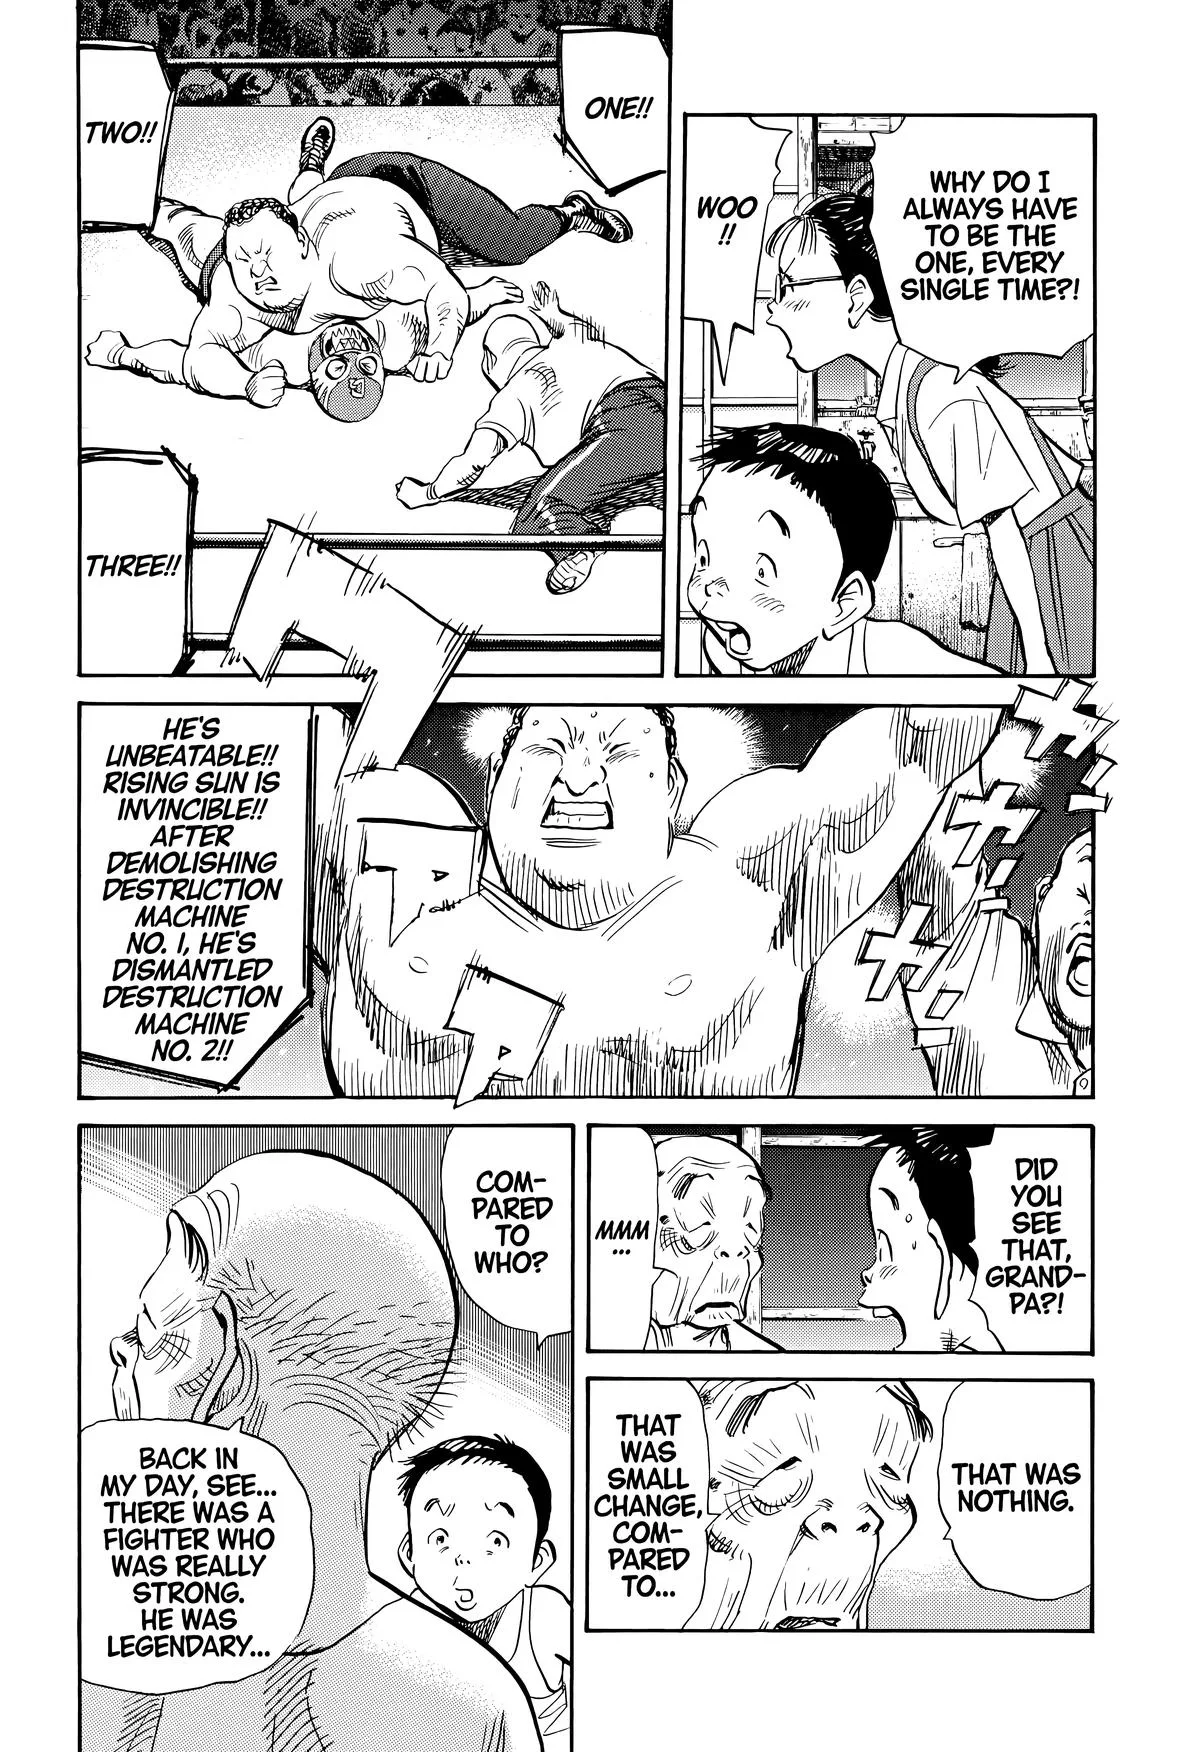 WHY DO I
ALWAYS HAVE
TO BE THE
ONE, EVERY
SINGLE TIME?!
WOO
!!
ONE!!
TWO!!
THREE!!
HE'S
UNBEATABLE!!
RISING SUN IS
INVINCIBLE!!
AFTER
DEMOLISHING
DESTRUCTION
MACHINE
NO. 1, HE'S
DISMANTLED
DESTRUCTION
MACHINE
NO. 2!!
ワァァ
DID
YOU
SEE
THAT,
GRAND-
PA?!
MMM
...
THAT WAS
NOTHING.
THAT
WAS
SMALL
CHANGE,
COM-
PARED
TO...
COM-
PARED
TO
WHO?
BACK IN
MY DAY, SEE...
THERE WAS A
FIGHTER WHO
WAS REALLY
STRONG.
HE WAS
LEGENDARY...